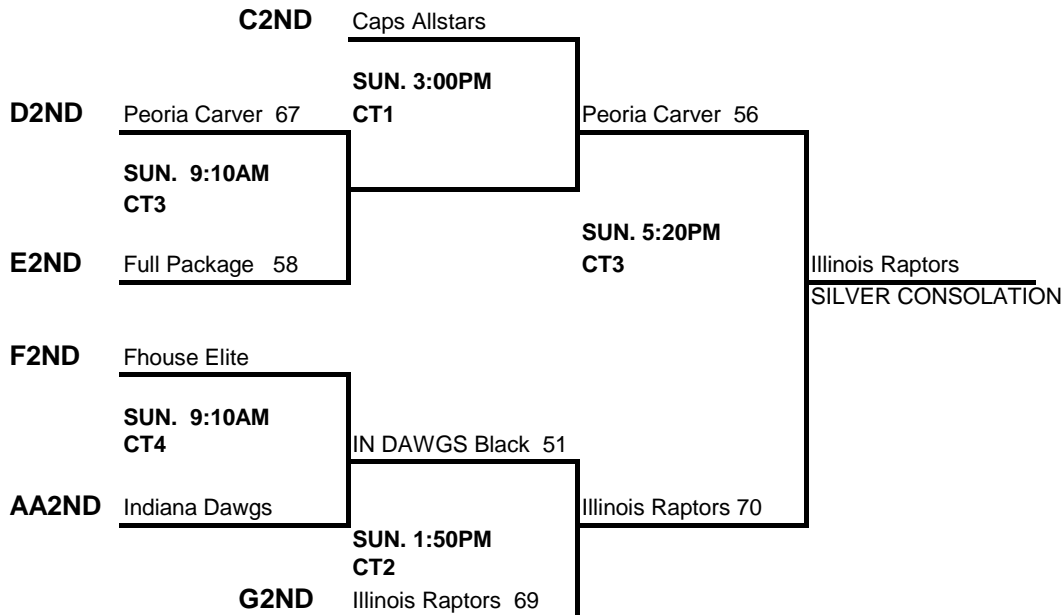 C2ND Caps Allstars
SUN. 3:00PM
D2ND Peoria Carver 67 CT1 Peoria Carver 56
SUN. 9:10AM
CT3
SUN. 5:20PM
E2ND Full Package 58 CT3 Illinois Raptors
SILVER CONSOLATION
F2ND Fhouse Elite
SUN. 9:10AM
CT4 IN DAWGS Black 51
AA2ND Indiana Dawgs Illinois Raptors 70
SUN. 1:50PM
CT2
G2ND Illinois Raptors 69